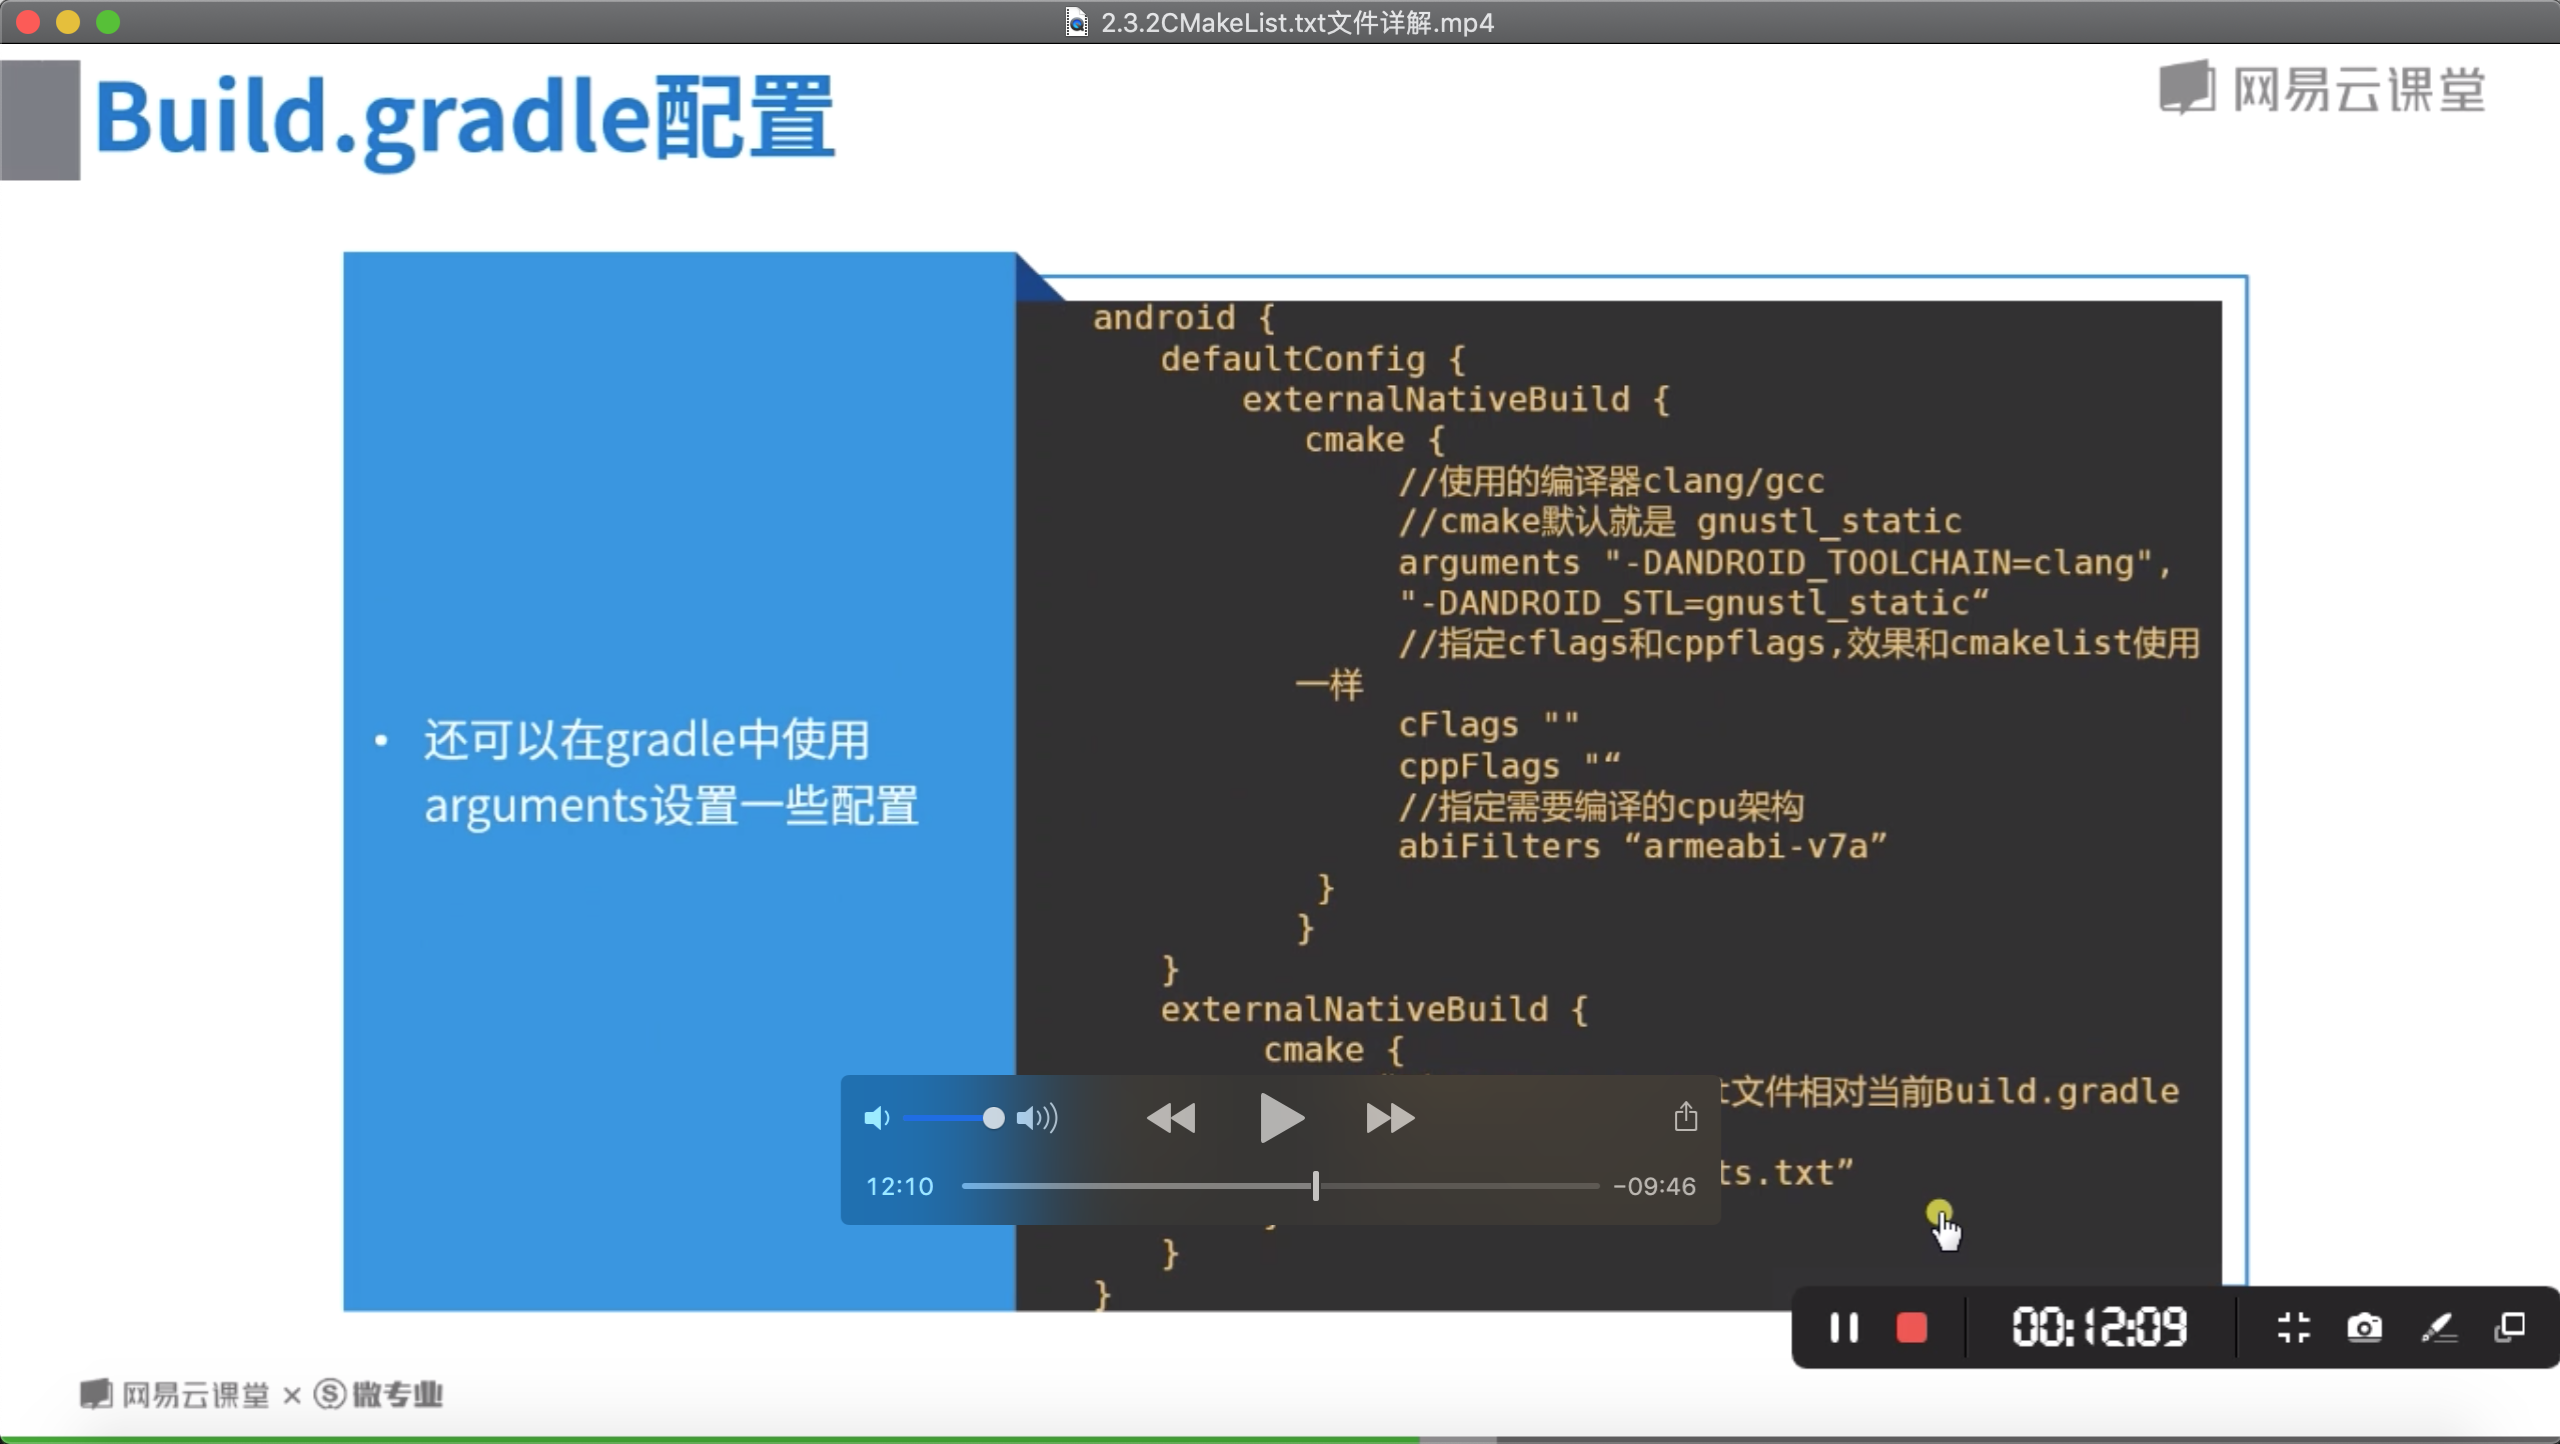 2.3.2CMakeList.txt文件详解.mp4
Build.gradle配置
网易云课堂
• 还可以在gradle中使用
arguments设置一些配置
android {
defaultConfig {
externalNativeBuild {
cmake {
//使用的编译器clang/gcc
//cmake默认就是 gnustl_static
arguments "-DANDROID_TOOLCHAIN=clang",
"-DANDROID_STL=gnustl_static“
//指定cflags和cppflags,效果和cmakelist使用
一样
cFlags ""
cppFlags "“
//指定需要编译的cpu架构
abiFilters “armeabi-v7a”
}
}
}
externalNativeBuild {
cmake {
t文件相对当前Build.gradle
ts.txt”
}
}
12:10
-09:46
00:12:09
网易云课堂 × 微专业